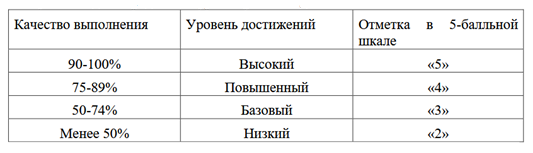 Качество выполнения Уровень достижений Отметка в 5-балльной
шкале
90-100% Высокий «5»
75-89% Повышенный «4»
50-74% Базовый «3»
Менее 50% Низкий «2»